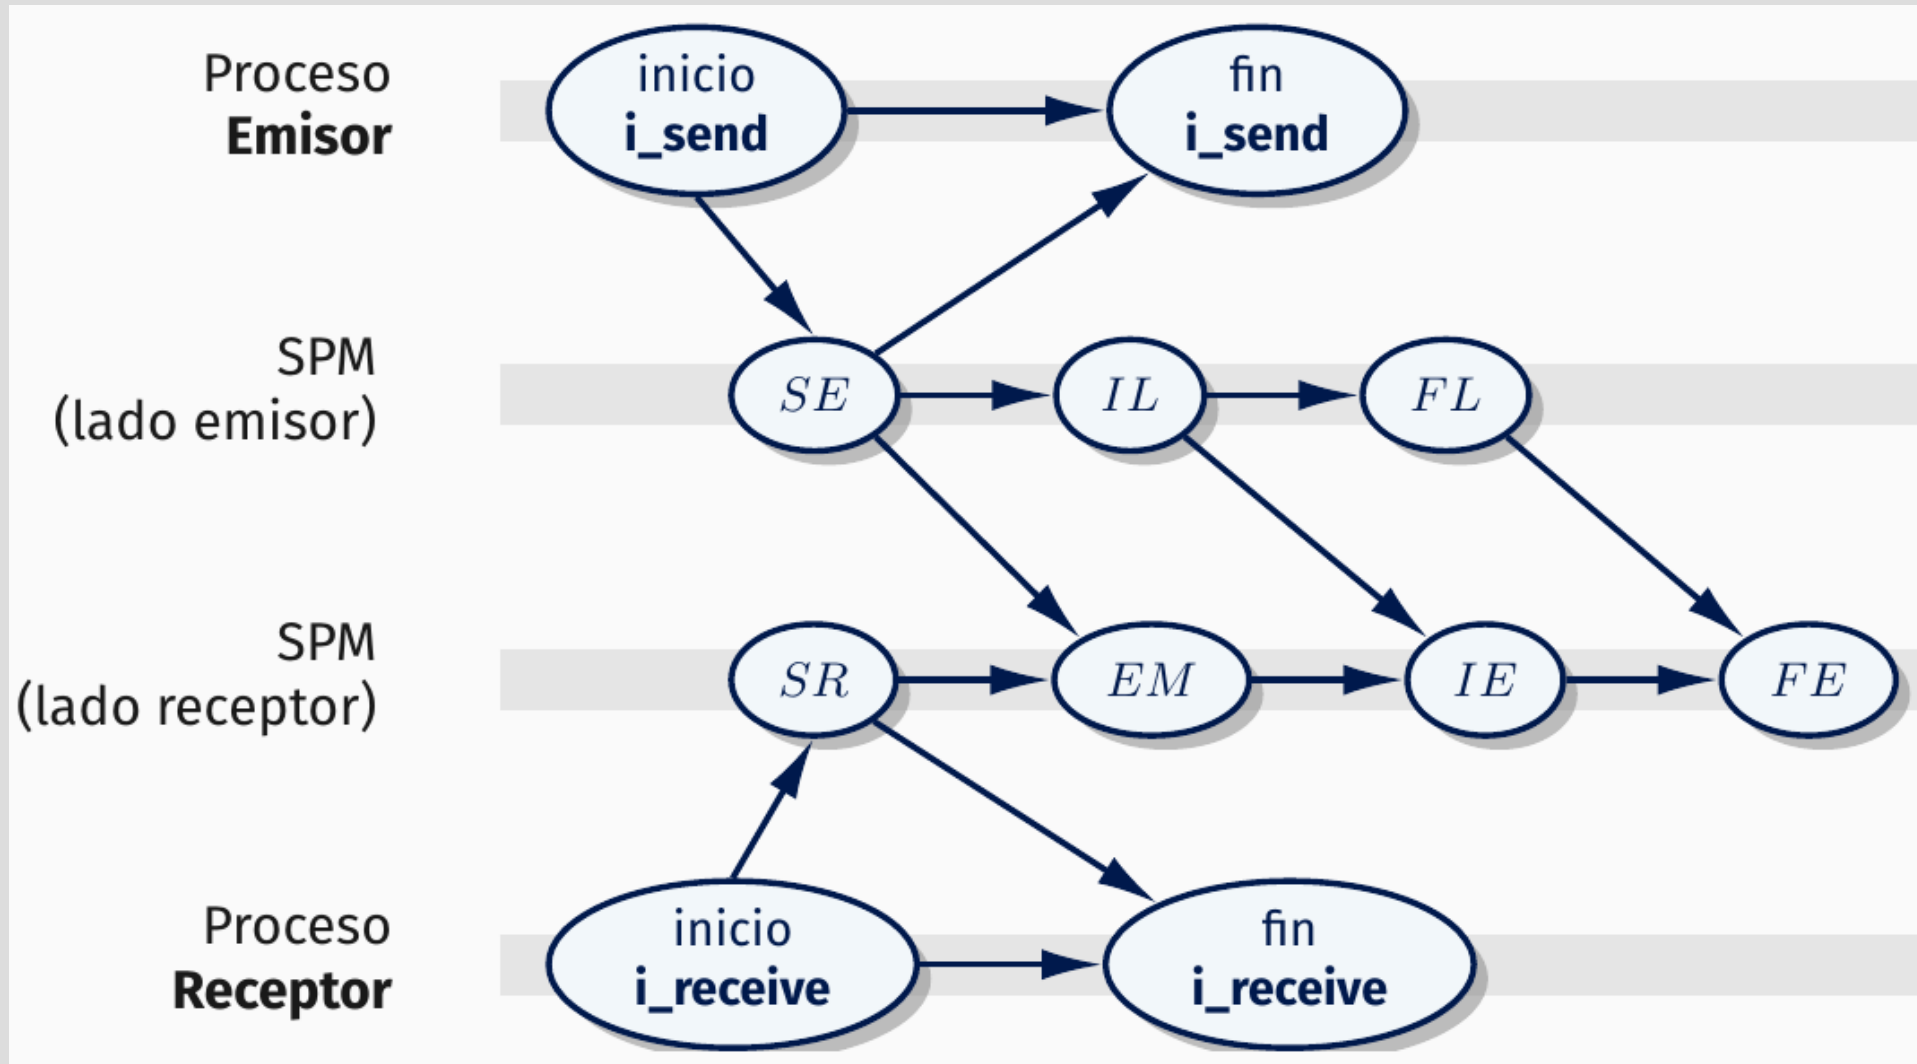 Proceso
Emisor
inicio
i_send
fin
i_send
SPM
(lado emisor)
SE
IL
FL
SPM
(lado receptor)
SR
EM
IE
FE
Proceso
Receptor
inicio
i_receive
fin
i_receive